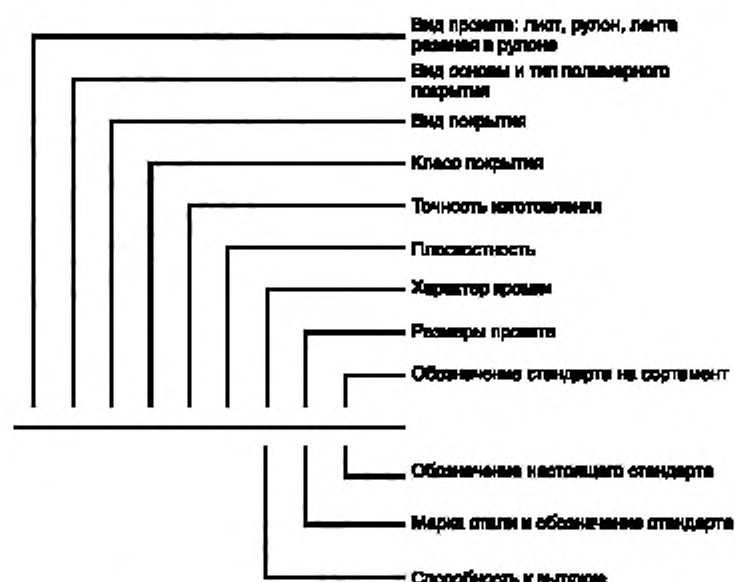 Вид проката: лист, рулон, лента
резаная в рулоне
Вид основы и тип полимерного
покрытия
Вид покрытия
Класс покрытия
Точность изготовления
Плоскостность
Характер кромки
Размеры проката
Обозначение стандарта на сортамент
Обозначение настоящего стандарта
Марка стали и обозначение стандарта
Способность к вытяжке